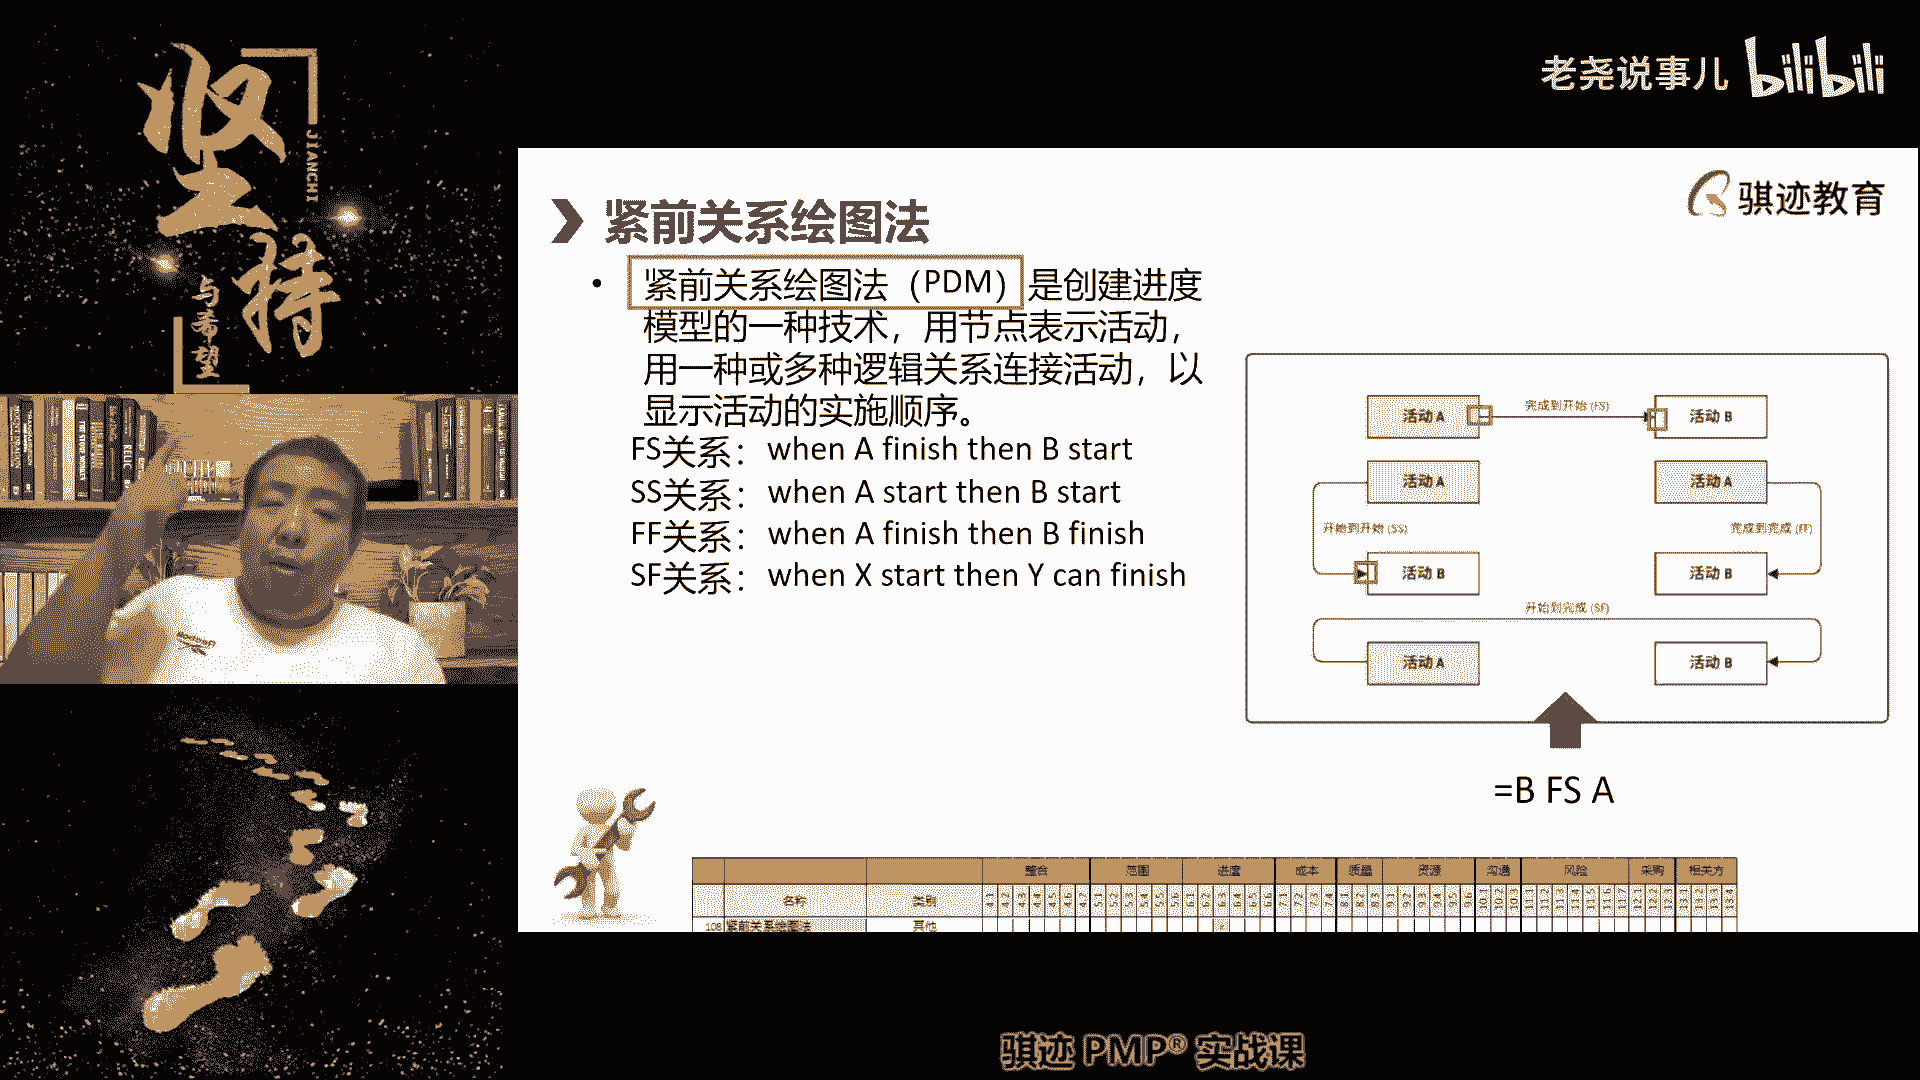 坚持
JIANCHI
与希望
老尧说事儿 bilibili
骐迹教育
紧前关系绘图法
• 紧前关系绘图法（PDM）是创建进度
模型的一种技术，用节点表示活动，
用一种或多种逻辑关系连接活动，以
显示活动的实施顺序。
FS关系：when A finish then B start
SS关系：when A start then B start
FF关系：when A finish then B finish
SF关系：when X start then Y can finish
活动 A 完成到开始 (FS) 活动 B
活动 A 活动 A
开始到开始 (SS) 完成到完成 (FF)
活动 B 活动 B
开始到完成 (SF)
活动 A 活动 B
=B FS A
整合 范围 进度 成本 质量 资源 沟通 风险 采购 相关方
名称 类别
108 紧前关系绘图法 其他
骐迹 PMP® 实战课